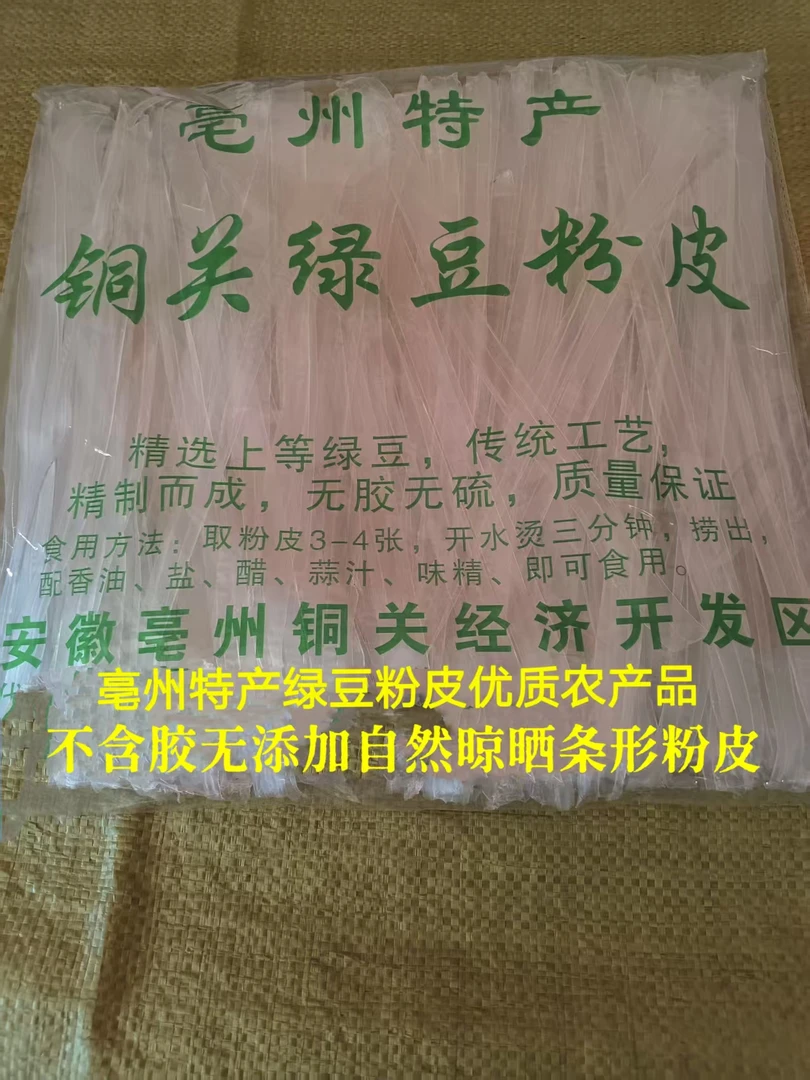 亳州特产
铜关绿豆粉皮
精选上等绿豆，传统工艺，
精制而成，无胶无硫，质量保证
食用方法：取粉皮3-4张，开水烫三分钟，捞出，
配香油、盐、醋、蒜汁、味精、即可食用。
安徽亳州铜关经济开发区
亳州特产绿豆粉皮优质农产品
不含胶无添加自然晾晒条形粉皮